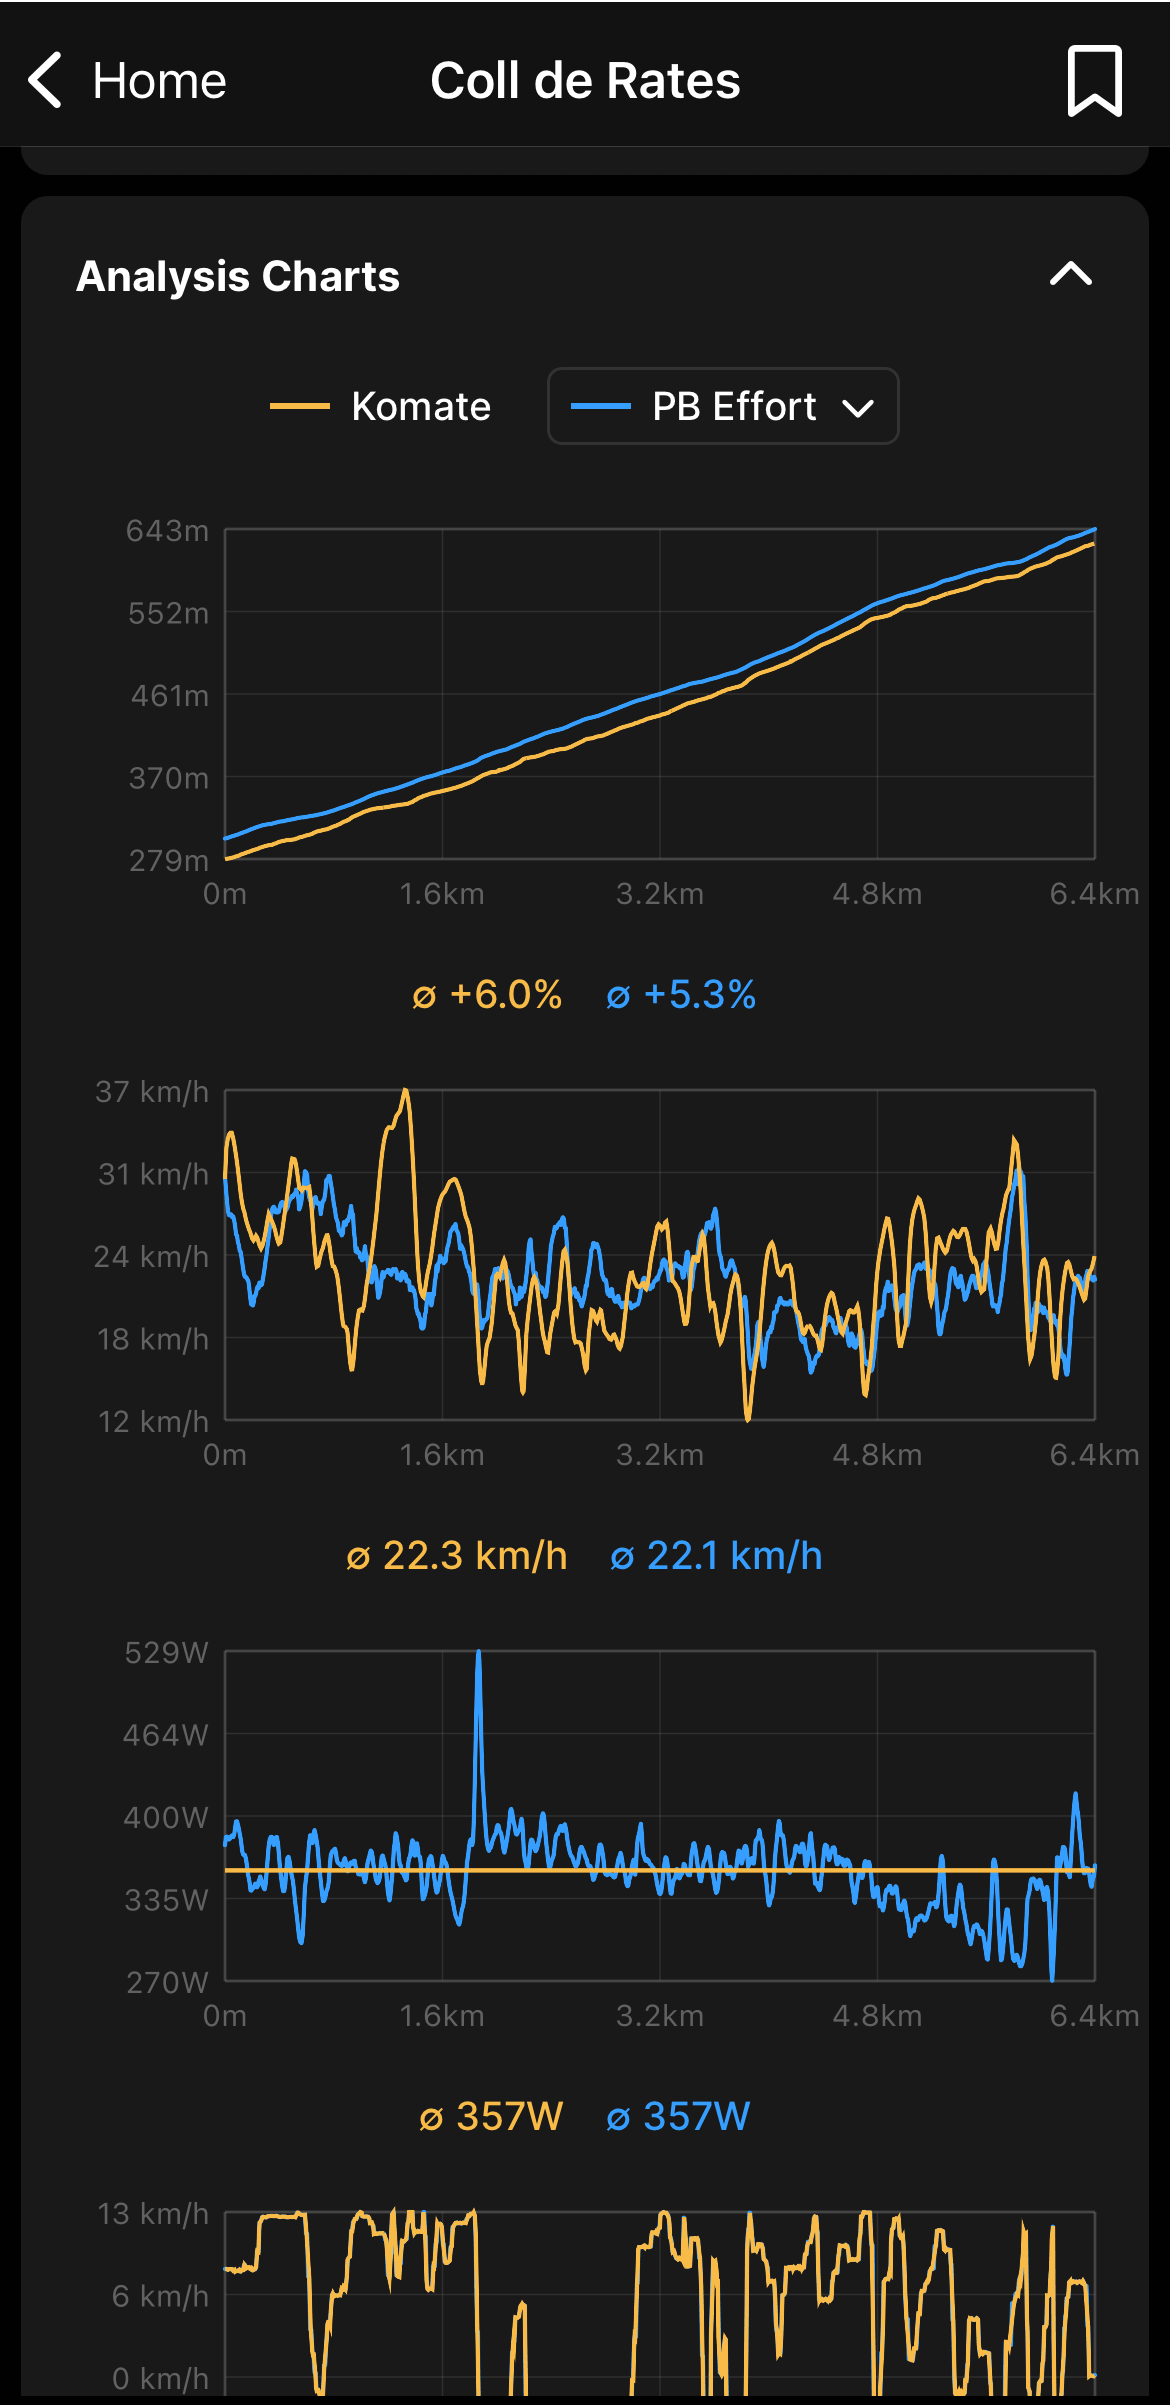 Home
Coll de Rates
Analysis Charts
Komate
PB Effort
643m
552m
461m
370m
279m
0m 1.6km 3.2km 4.8km 6.4km
⌀ +6.0% ⌀ +5.3%
37 km/h
31 km/h
24 km/h
18 km/h
12 km/h
0m 1.6km 3.2km 4.8km 6.4km
⌀ 22.3 km/h ⌀ 22.1 km/h
529W
464W
400W
335W
270W
0m 1.6km 3.2km 4.8km 6.4km
⌀ 357W ⌀ 357W
13 km/h
6 km/h
0 km/h